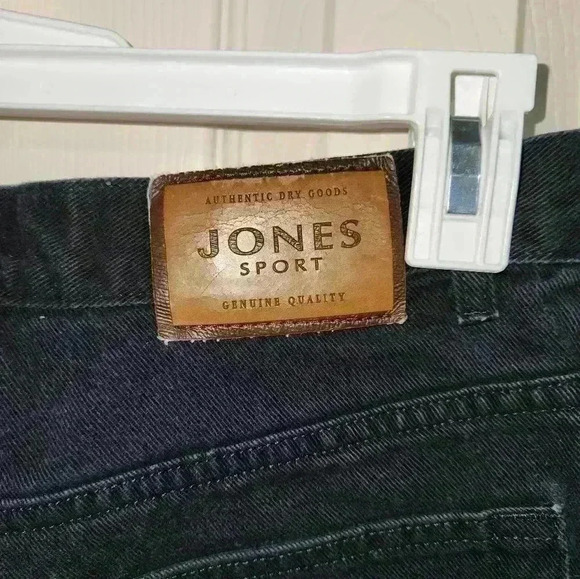 AUTHENTIC DRY GOODS
JONES
SPORT
GENUINE QUALITY